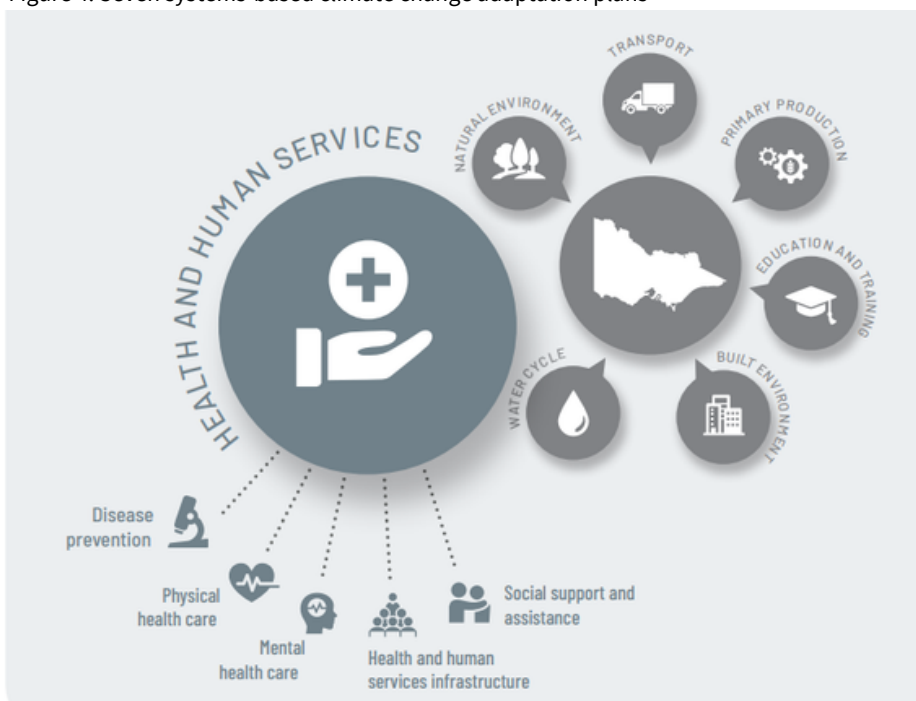 Figure 4: Seven systems-based climate change adaptation plans
TRANSPORT
NATURAL ENVIRONMENT
PRIMARY PRODUCTION
HEALTH AND HUMAN SERVICES
EDUCATION AND TRAINING
WATER CYCLE
BUILT ENVIRONMENT
Disease
prevention
Physical
health care
Mental
health care
Health and human
services infrastructure
Social support and
assistance